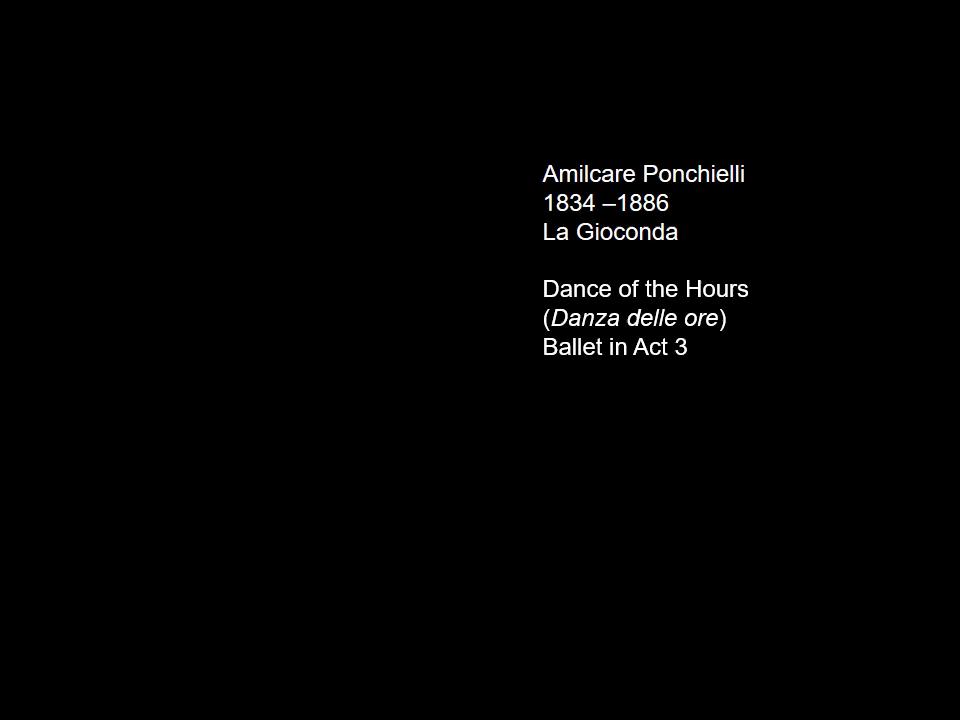 Amilcare Ponchielli
1834 –1886
La Gioconda
Dance of the Hours
(Danza delle ore)
Ballet in Act 3